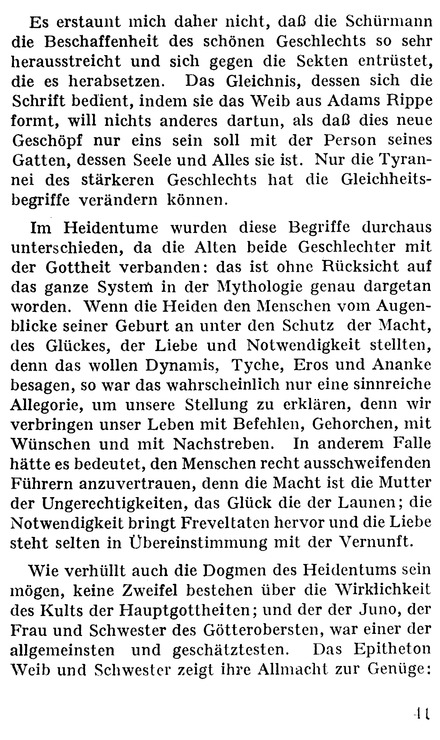 Es erstaunt mich daher nicht, daß die Schürmann
die Beschaffenheit des schönen Geschlechts so sehr
herausstreicht und sich gegen die Sekten entrüstet,
die es herabsetzen. Das Gleichnis, dessen sich die
Schrift bedient, indem sie das Weib aus Adams Rippe
formt, will nichts anderes dartun, als daß dies neue
Geschöpf nur eins sein soll mit der Person seines
Gatten, dessen Seele und Alles sie ist. Nur die Tyran-
nei des stärkeren Geschlechts hat die Gleichheits-
begriffe verändern können.
Im Heidentume wurden diese Begriffe durchaus
unterschieden, da die Alten beide Geschlechter mit
der Gottheit verbanden: das ist ohne Rücksicht auf
das ganze System in der Mythologie genau dargetan
worden. Wenn die Heiden den Menschen vom Augen-
blicke seiner Geburt an unter den Schutz der Macht,
des Glückes, der Liebe und Notwendigkeit stellten,
denn das wollen Dynamis, Tyche, Eros und Ananke
besagen, so war das wahrscheinlich nur eine sinnreiche
Allegorie, um unsere Stellung zu erklären, denn wir
verbringen unser Leben mit Befehlen, Gehorchen, mit
Wünschen und mit Nachstreben. In anderem Falle
hätte es bedeutet, den Menschen recht ausschweifenden
Führern anzuvertrauen, denn die Macht ist die Mutter
der Ungerechtigkeiten, das Glück die der Launen; die
Notwendigkeit bringt Freveltaten hervor und die Liebe
steht selten in Übereinstimmung mit der Vernunft.
Wie verhüllt auch die Dogmen des Heidentums sein
mögen, keine Zweifel bestehen über die Wirklichkeit
des Kults der Hauptgottheiten; und der der Juno, der
Frau und Schwester des Götterobersten, war einer der
allgemeinsten und geschätztesten. Das Epitheton
Weib und Schwester zeigt ihre Allmacht zur Genüge:
41